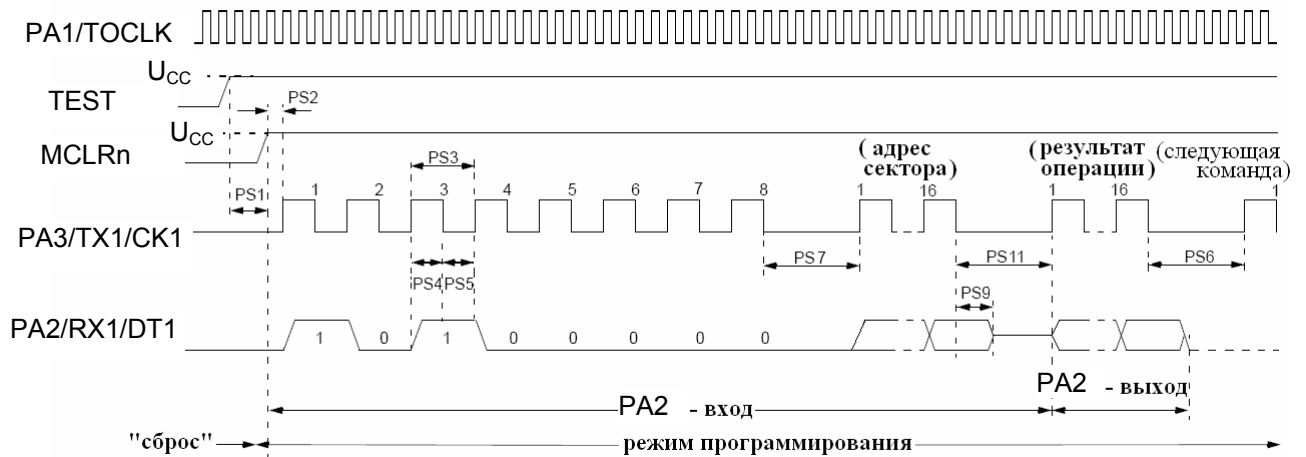 PA1/TOCLK
UCC
TEST
PS2
UCC
MCLRn
PS3
( адрес сектора )
( результат операции )
(следующая команда)
PS1
1 2 3 4 5 6 7 8 1 16 1 16 1
PA3/TX1/CK1
PS4 PS5 PS7 PS11 PS6
PS9
PA2/RX1/DT1
1 0 1 0 0 0 0 0
PA2 - выход
PA2 - вход
"сброс" режим программирования